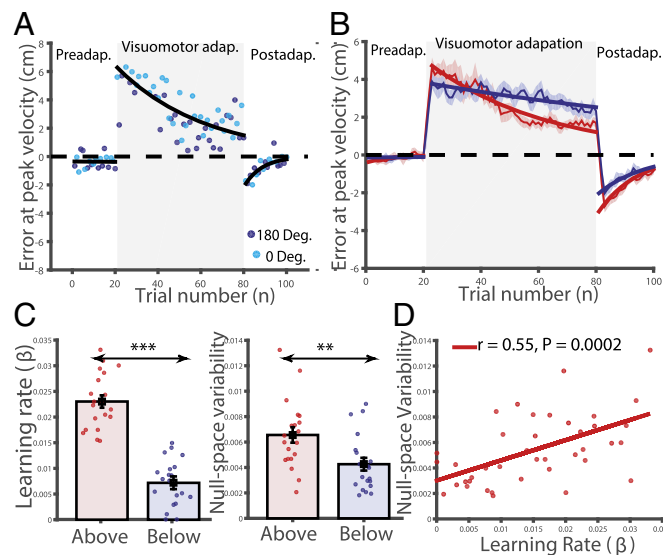 A
B
Preadap.
Visuomotor adap.
Postadap.
Error at peak velocity (cm)
8
6
4
2
0
-2
-4
-6
-8
180 Deg.
0 Deg.
0
20
40
60
80
100
Trial number (n)
Preadap.
Visuomotor adapation
Postadap.
Error at peak velocity (cm)
6
4
2
0
-2
-4
-6
0
20
40
60
80
100
Trial number (n)
C
D
Learning rate (β)
0.035
0.03
0.025
0.02
0.015
0.01
0.005
0
***
Above
Below
Null-space variability
0.014
0.012
0.01
0.008
0.006
0.004
0.002
0
**
Above
Below
Null-space Variability
0.014
0.012
0.01
0.008
0.006
0.004
0.002
0
r = 0.55, P = 0.0002
0
0.005
0.01
0.015
0.02
0.025
0.03
Learning Rate (β)